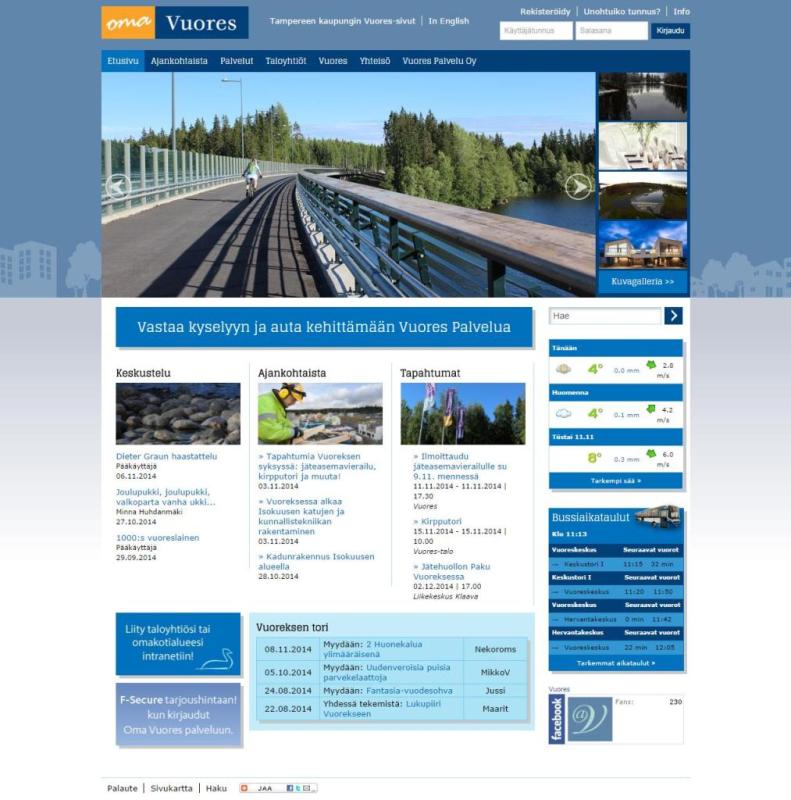 oma Vuores
Tampereen kaupungin Vuores-sivut | In English
Rekisteröidy | Unohtuiko tunnus? | Info
Käyttäjätunnus Salasana Kirjaudu
Etusivu Ajankohtaista Palvelut Taloyhtiöt Vuores Yhteisö Vuores Palvelu Oy
Kuvagalleria >>
Vastaa kyselyyn ja auta kehittämään Vuores Palvelua
Keskustelu
Dieter Graun haastattelu
Pääkäyttäjä
06.11.2014
Joulupukki, joulupukki,
valkoparta vanha ukki...
Minna Huhdanmäki
27.10.2014
1000:s vuoreslainen
Pääkäyttäjä
29.09.2014
Ajankohtaista
» Tapahtumia Vuoreksen
syksyssä: jäteasemavierailu,
kirpputori ja muuta!
03.11.2014
» Vuoreksessa alkaa
Isokuusen katujen ja
kunnallistekniikan
rakentaminen
03.11.2014
» Kadunrakennus Isokuusen
alueella
28.10.2014
Tapahtumat
» Ilmoittaudu
jäteasemavierailulle su
9.11. mennessä
11.11.2014 - 11.11.2014 |
17.30
Vuores
» Kirpputori
15.11.2014 - 15.11.2014 |
10.00
Vuores-talo
» Jätehuollon Paku
Vuoreksessa
02.12.2014 | 17.00
Liikekeskus Klaava
Hae
Tänään
4° 0.0 mm 2.8
m/s
Huomenna
4° 0.1 mm 4.2
m/s
Tiistai 11.11
8° 0.3 mm 6.0
m/s
Tarkempi sää »
Bussiaikataulut
Klo 11:13
Vuoreskeskus Seuraavat vuorot
Keskustori I 11:15 32 min
Keskustori I Seuraavat vuorot
Vuoreskeskus 11:20 11:50
Vuoreskeskus Seuraavat vuorot
Hervantakeskus 0 min 11:42
Hervantakeskus Seuraavat vuorot
Vuoreskeskus 22 min 12:05
Tarkemmat aikataulut »
Liity taloyhtiösi tai
omakotialueesi
intranetiin!
F-Secure tarjoushintaan!
kun kirjaudut
Oma Vuores palveluun.
Vuoreksen tori
08.11.2014 Myydään: 2 Huonekalua
ylimääräisenä Nekoroms
05.10.2014 Myydään: Uudenveroisia puisia
parvekelaattoja MikkoV
24.08.2014 Myydään: Fantasia-vuodesohva Jussi
22.08.2014 Yhdessä tekemistä: Lukupiiri
Vuorekseen Maarit
Vuores
facebook
@V
Fans: 230
Palaute | Sivukartta | Haku
JAA